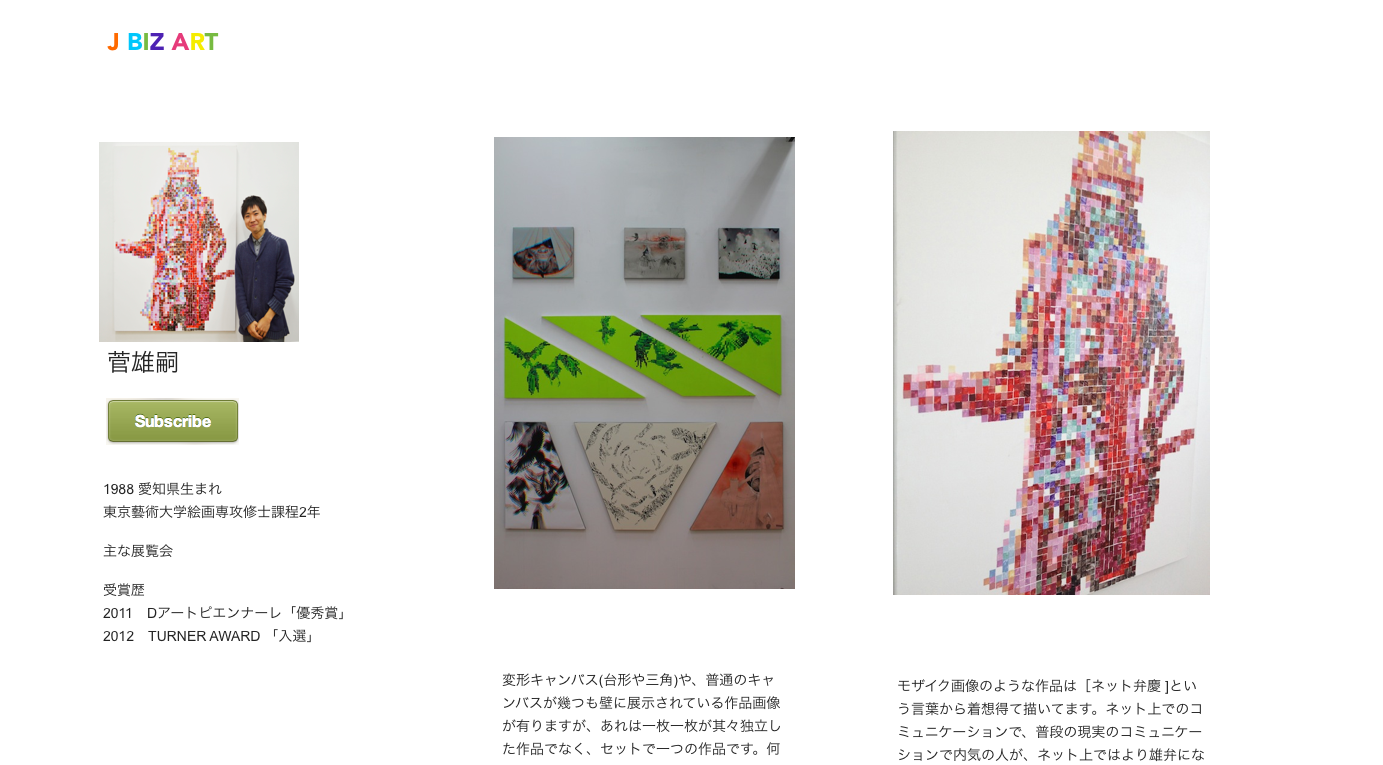 J BIZ ART
菅雄嗣
Subscribe
1988 愛知県生まれ
東京藝術大学絵画専攻修士課程2年
主な展覧会
受賞歴
2011　Dアートビエンナーレ「優秀賞」
2012　TURNER AWARD 「入選」
変形キャンバス(台形や三角)や、普通のキャ
ンバスが幾つも壁に展示されている作品画像
が有りますが、あれは一枚一枚が其々独立し
た作品でなく、セットで一つの作品です。何
モザイク画像のような作品は［ネット弁慶 ]とい
う言葉から着想得て描いてます。ネット上でのコ
ミュニケーションで、普段の現実のコミュニケー
ションで内気の人が、ネット上ではより雄弁にな